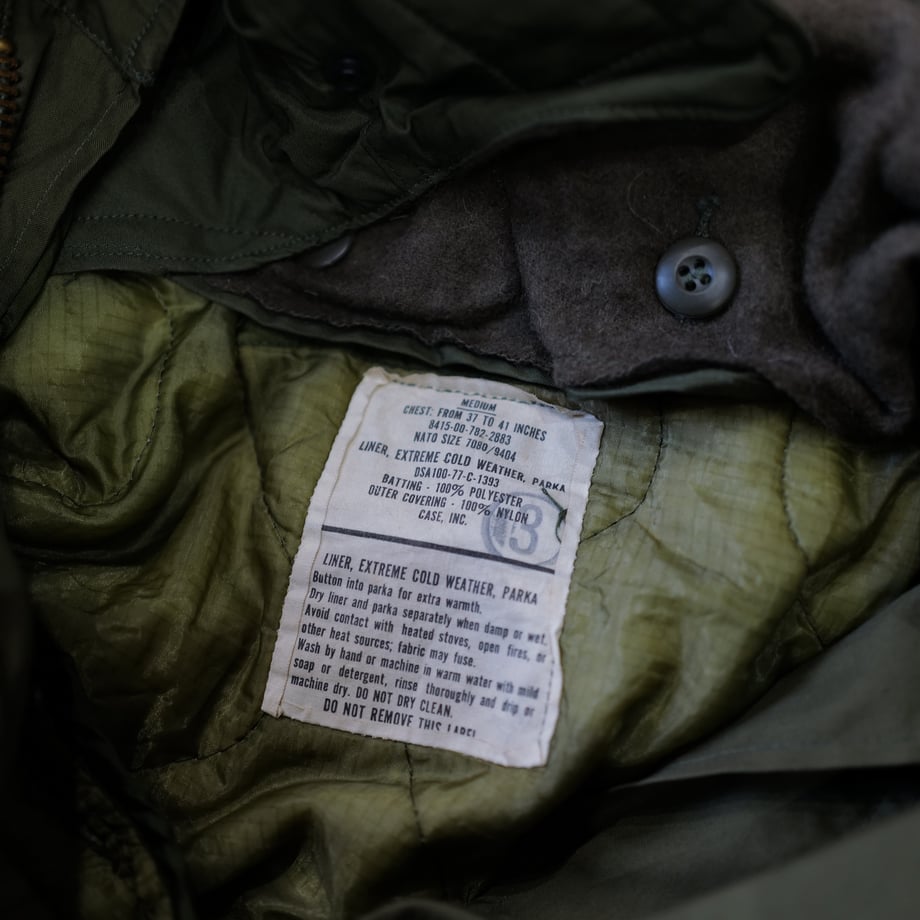 MEDIUM
CHEST: FROM 37 TO 41 INCHES
8415-00-782-2883
NATO SIZE 7080/9404
LINER, EXTREME COLD WEATHER, PARKA
DSA100-77-C-1393
BATTING - 100% POLYESTER
OUTER COVERING - 100% NYLON
CASE, INC.
13
LINER, EXTREME COLD WEATHER, PARKA
Button into parka for extra warmth.
Dry liner and parka separately when damp or wet.
Avoid contact with heated stoves, open fires, or
other heat sources; fabric may fuse.
Wash by hand or machine in warm water with mild
soap or detergent, rinse thoroughly and drip or
machine dry. DO NOT DRY CLEAN.
DO NOT REMOVE THIS LABEL